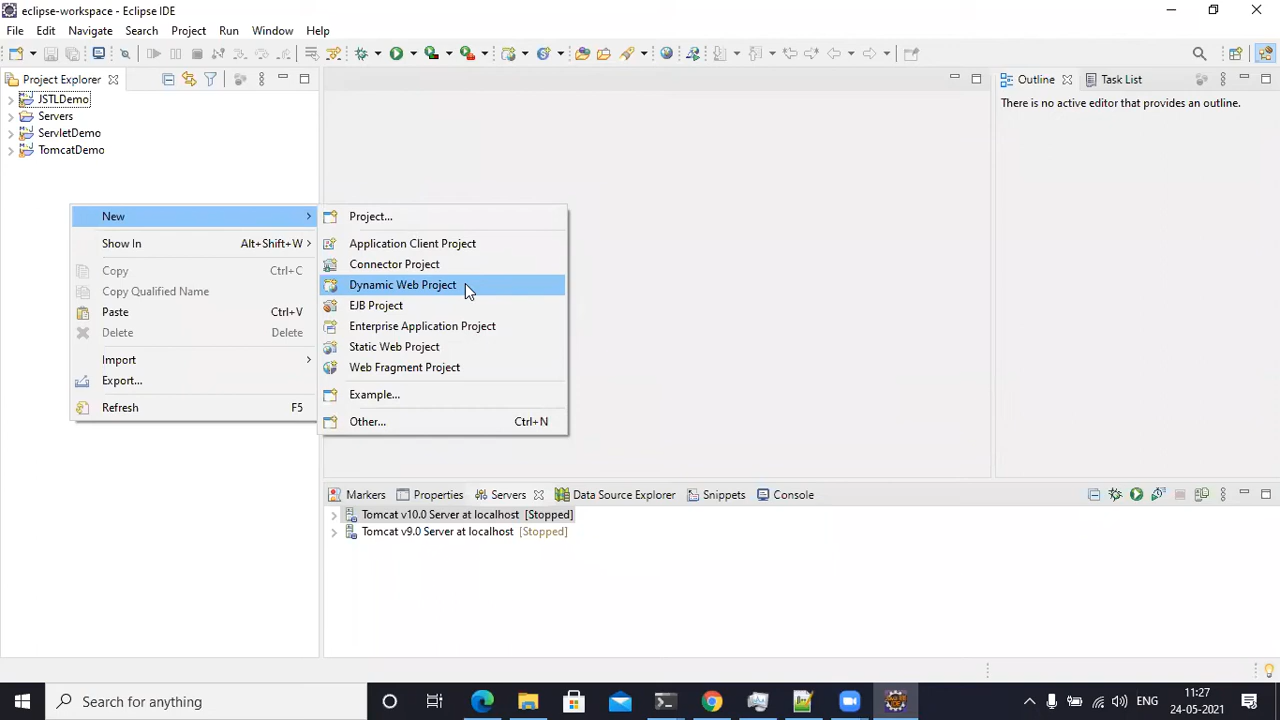 eclipse-workspace - Eclipse IDE
File Edit Navigate Search Project Run Window Help
Project Explorer
JSTLDemo
Servers
ServletDemo
TomcatDemo
New
Show In Alt+Shift+W
Copy Ctrl+C
Copy Qualified Name
Paste Ctrl+V
Delete Delete
Import
Export...
Refresh F5
Project...
Application Client Project
Connector Project
Dynamic Web Project
EJB Project
Enterprise Application Project
Static Web Project
Web Fragment Project
Example...
Other... Ctrl+N
Outline Task List
There is no active editor that provides an outline.
Markers Properties Servers Data Source Explorer Snippets Console
Tomcat v10.0 Server at localhost [Stopped]
Tomcat v9.0 Server at localhost [Stopped]
Search for anything
ENG
11:27
24-05-2021